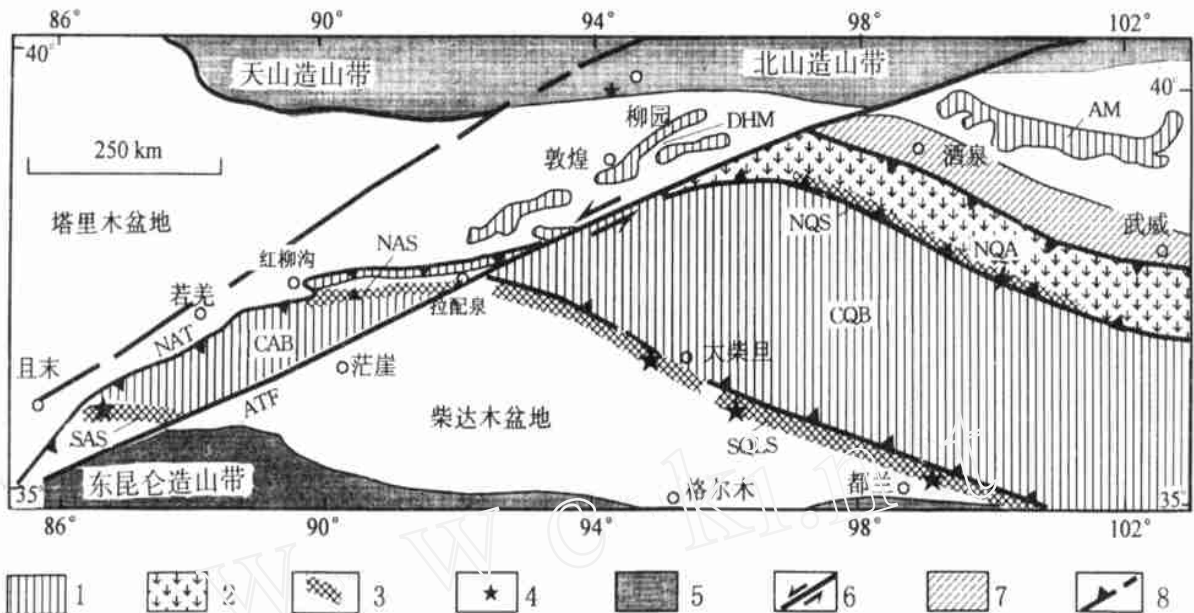 86° 90° 94° 98° 102°
40° 天山造山带 北山造山带 40°
柳园 DHM AM
250 km 敦煌 酒泉
塔里木盆地 NQS 武威
红柳沟 NAS NQA
若羌 拉配泉 CQB
NAT CAB 大柴旦
且末 茫崖
ATF 柴达木盆地
SAS SQLS
35° 东昆仑造山带 格尔木 都兰 35°
86° 90° 94° 98° 102°
1 2 3 4 5 6 7 8